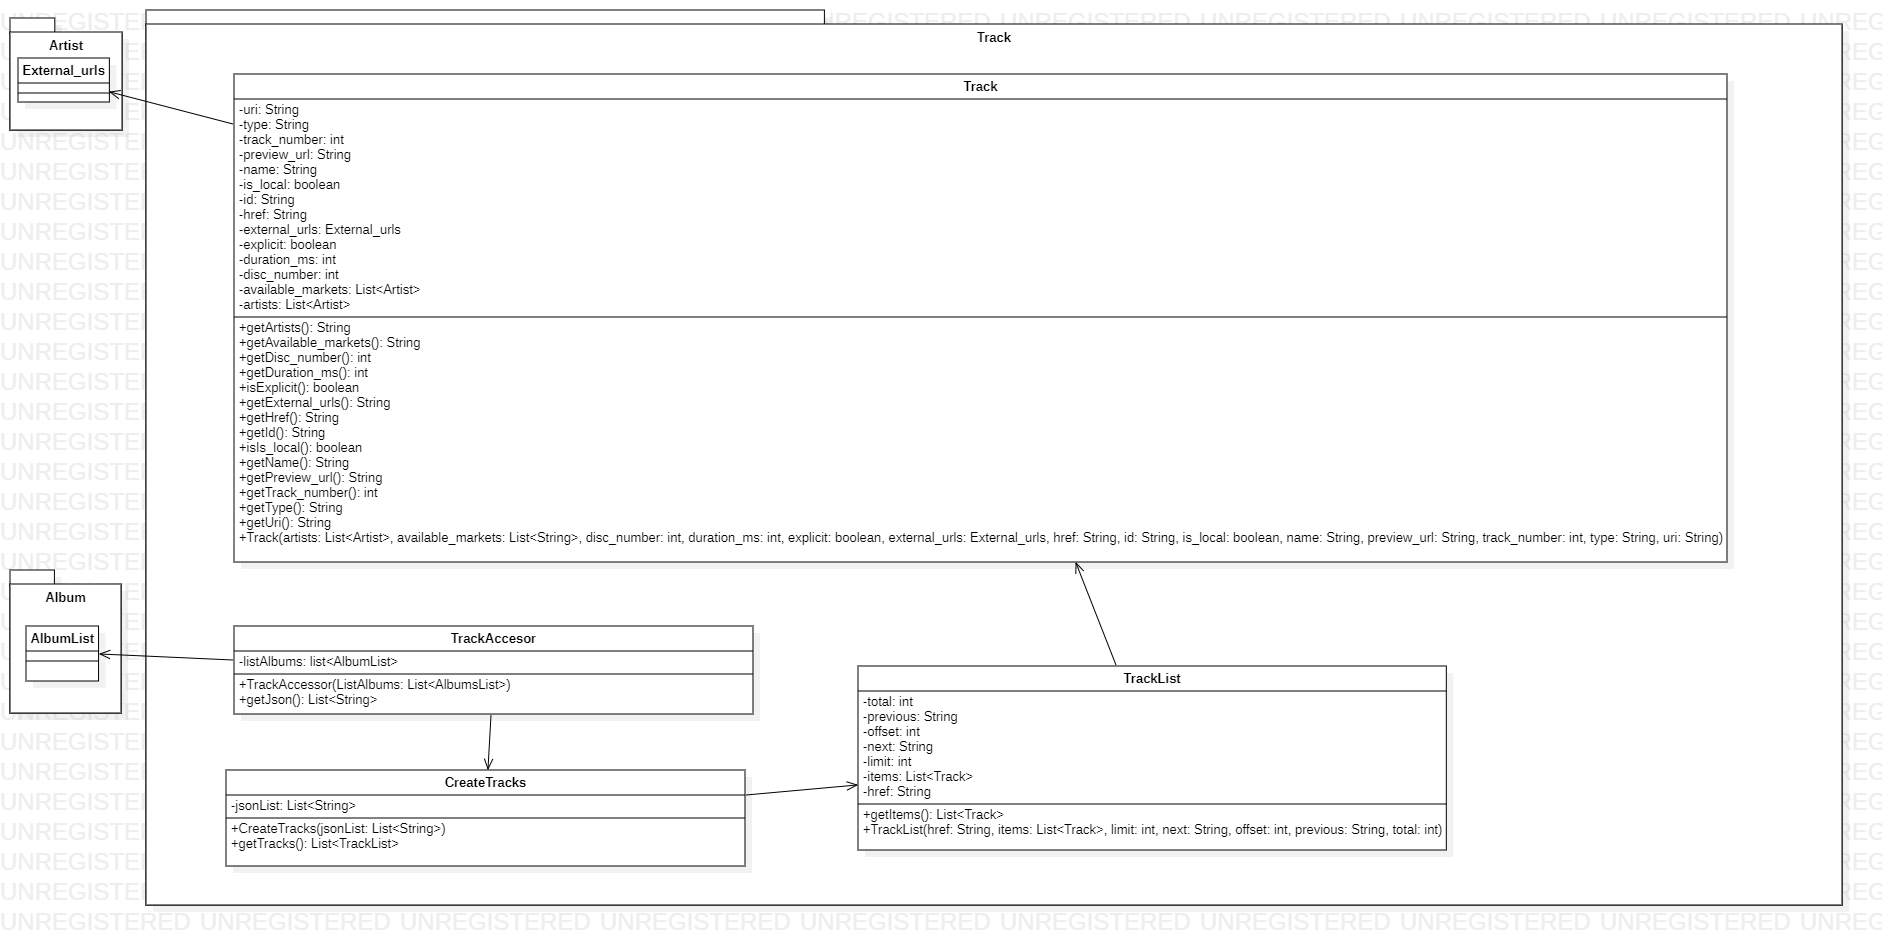 Artist
External_urls
Track
Track
-uri: String
-type: String
-track_number: int
-preview_url: String
-name: String
-is_local: boolean
-id: String
-href: String
-external_urls: External_urls
-explicit: boolean
-duration_ms: int
-disc_number: int
-available_markets: List<Artist>
-artists: List<Artist>
+getArtists(): String
+getAvailable_markets(): String
+getDisc_number(): int
+getDuration_ms(): int
+isExplicit(): boolean
+getExternal_urls(): String
+getHref(): String
+getId(): String
+isIs_local(): boolean
+getName(): String
+getPreview_url(): String
+getTrack_number(): int
+getType(): String
+getUri(): String
+Track(artists: List<Artist>, available_markets: List<String>, disc_number: int, duration_ms: int, explicit: boolean, external_urls: External_urls, href: String, id: String, is_local: boolean, name: String, preview_url: String, track_number: int, type: String, uri: String)
Album
AlbumList
TrackAccesor
-listAlbums: list<AlbumList>
+TrackAccessor(ListAlbums: List<AlbumsList>)
+getJson(): List<String>
CreateTracks
-jsonList: List<String>
+CreateTracks(jsonList: List<String>)
+getTracks(): List<TrackList>
TrackList
-total: int
-previous: String
-offset: int
-next: String
-limit: int
-items: List<Track>
-href: String
+getItems(): List<Track>
+TrackList(href: String, items: List<Track>, limit: int, next: String, offset: int, previous: String, total: int)
UNREGISTERED UNREGISTERED UNREGISTERED UNREGISTERED UNREGISTERED UNREGISTERED UNREGISTERED UNREGISTERED UNREGISTERED